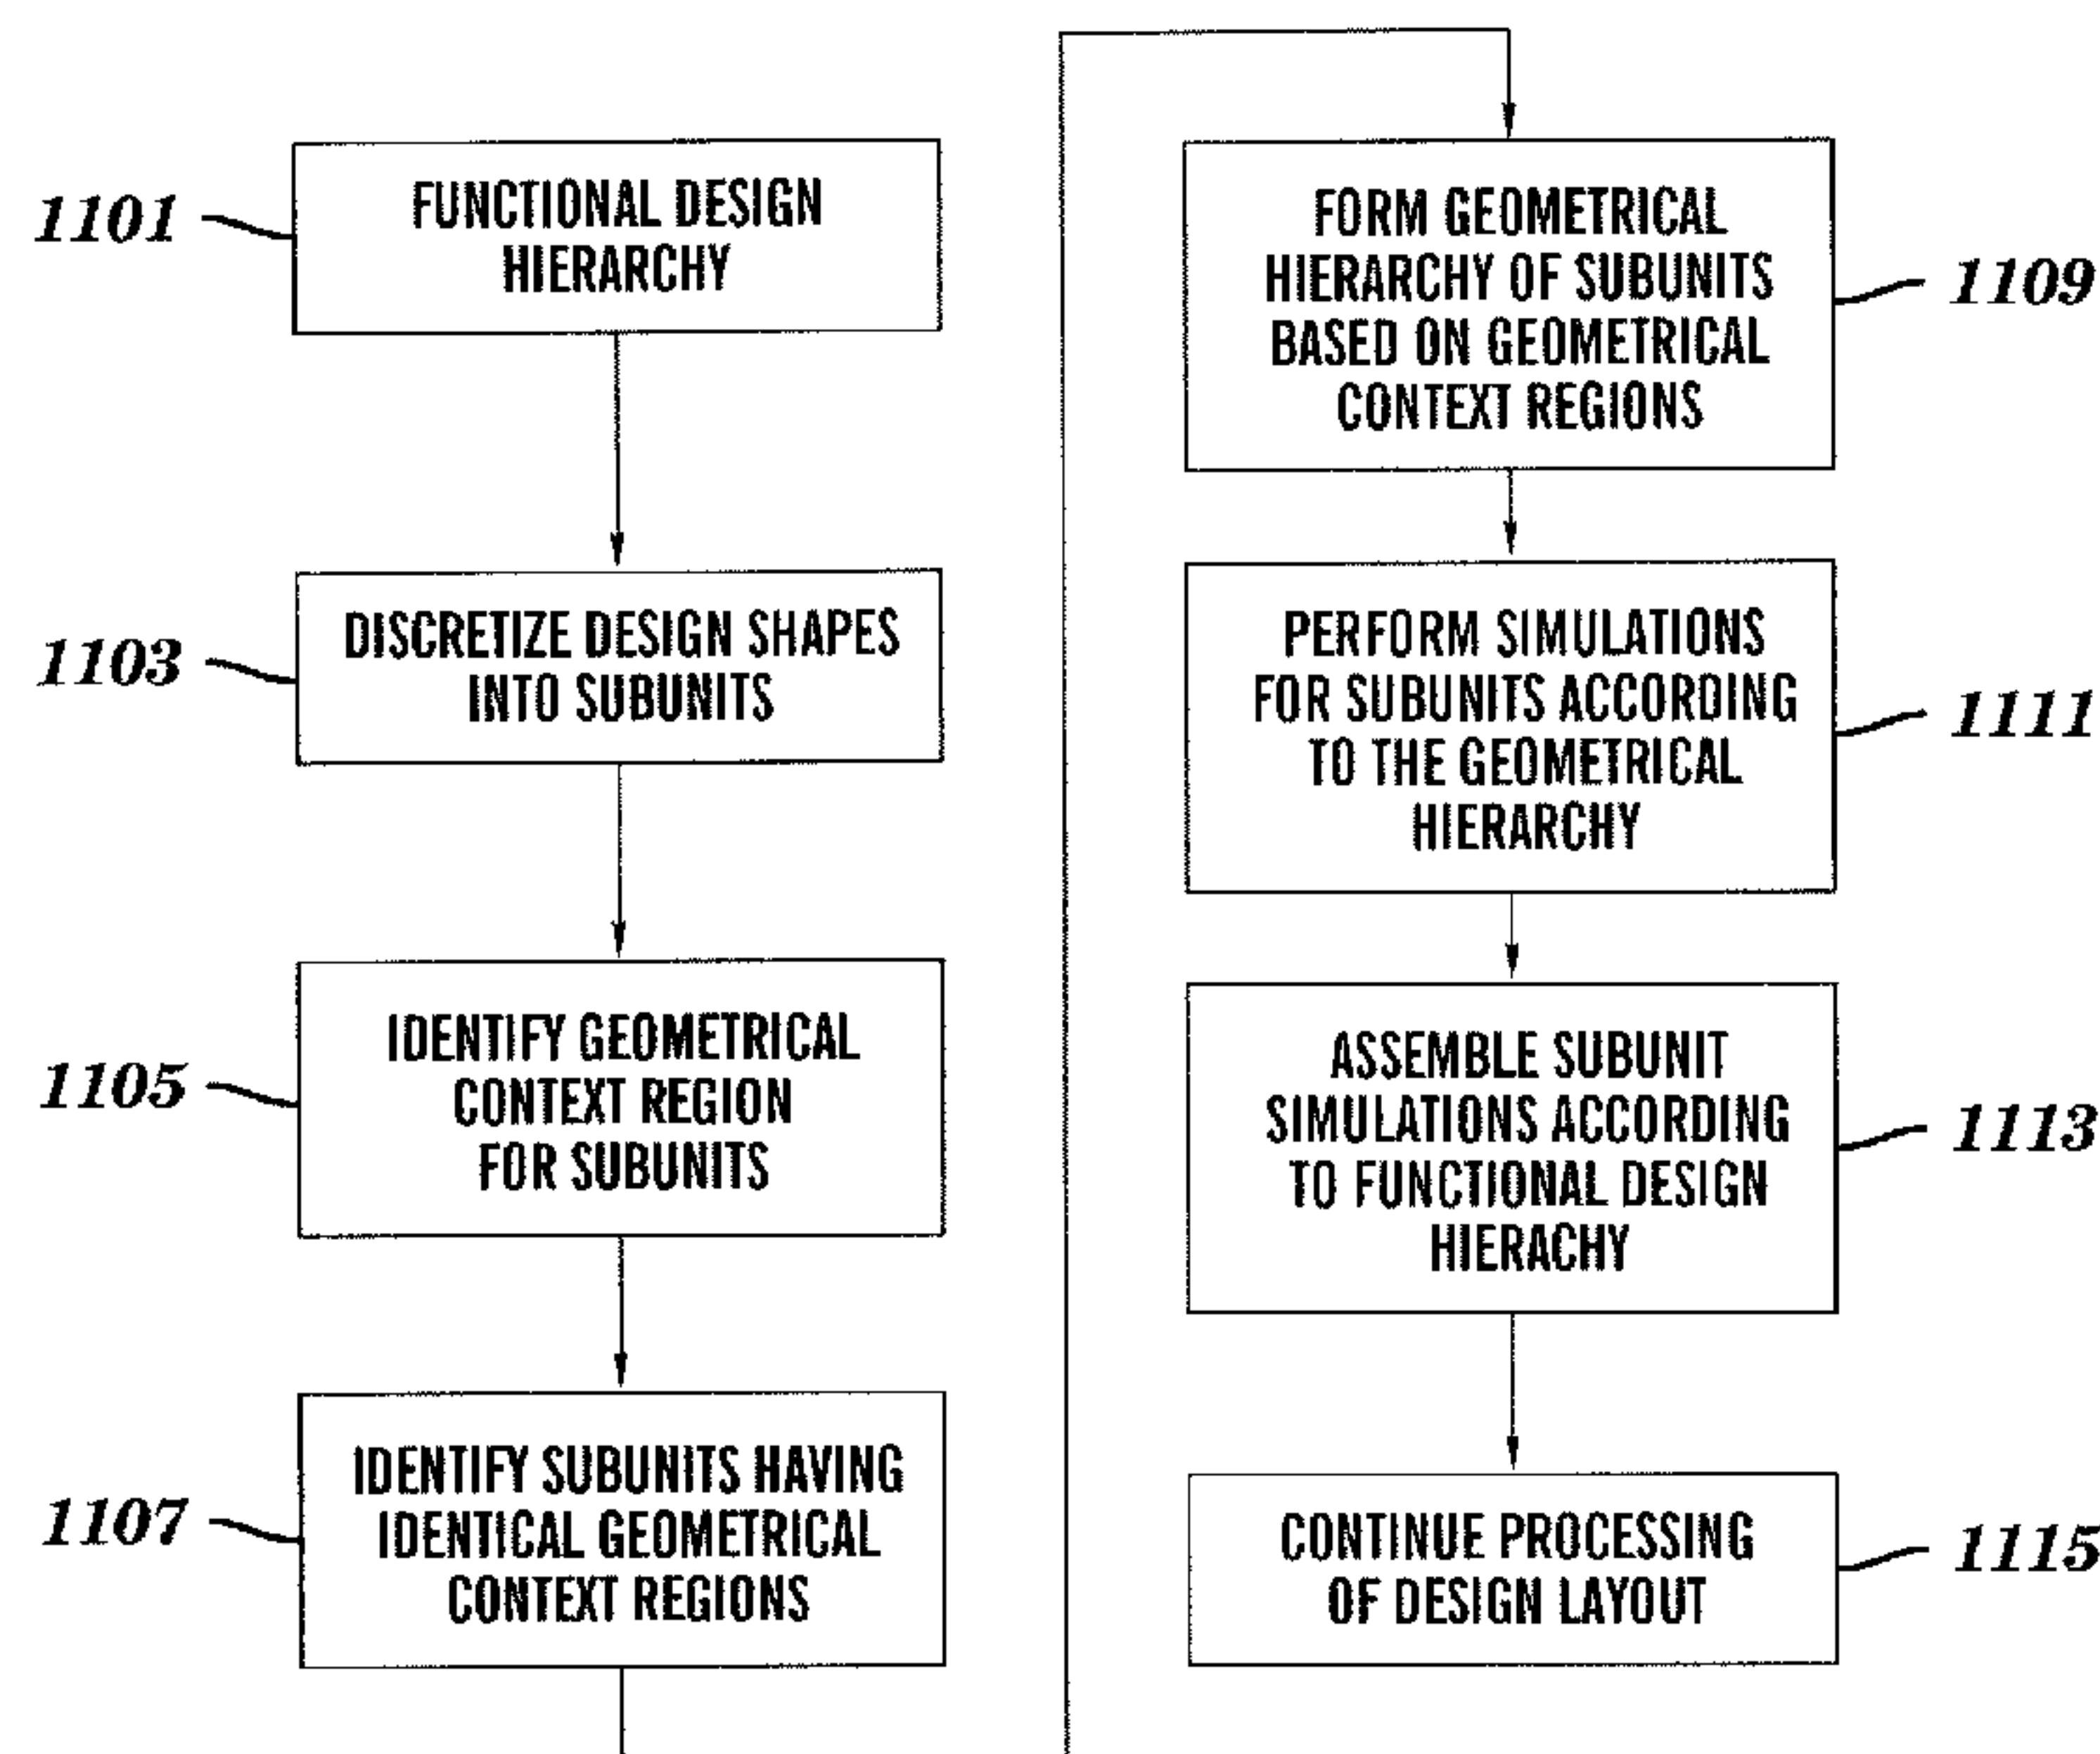 1101
FUNCTIONAL DESIGN
HIERARCHY
1103
DISCRETIZE DESIGN SHAPES
INTO SUBUNITS
1105
IDENTIFY GEOMETRICAL
CONTEXT REGION
FOR SUBUNITS
1107
IDENTIFY SUBUNITS HAVING
IDENTICAL GEOMETRICAL
CONTEXT REGIONS
FORM GEOMETRICAL
HIERARCHY OF SUBUNITS
BASED ON GEOMETRICAL
CONTEXT REGIONS
1109
PERFORM SIMULATIONS
FOR SUBUNITS ACCORDING
TO THE GEOMETRICAL
HIERARCHY
1111
ASSEMBLE SUBUNIT
SIMULATIONS ACCORDING
TO FUNCTIONAL DESIGN
HIERACHY
1113
CONTINUE PROCESSING
OF DESIGN LAYOUT
1115